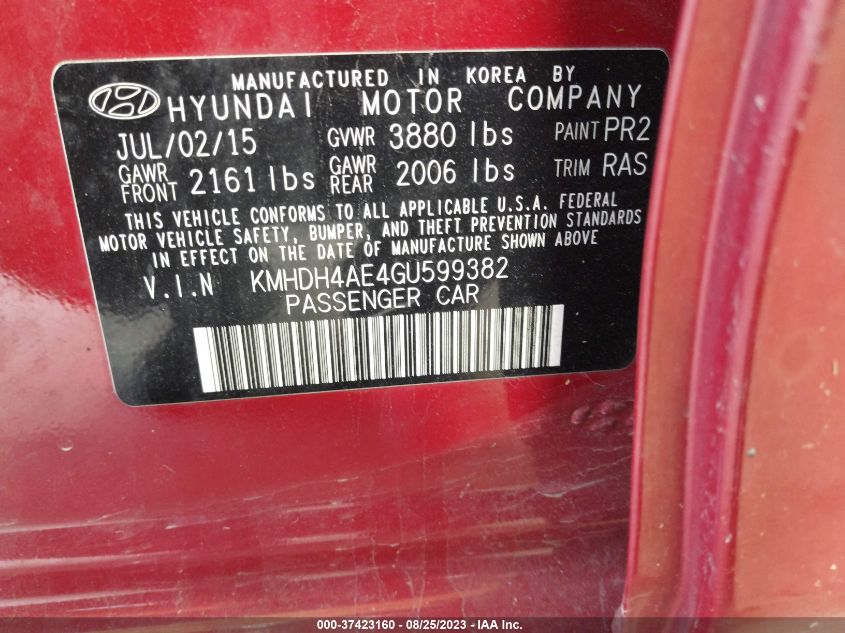 MANUFACTURED IN KOREA BY
HYUNDAI MOTOR COMPANY
JUL/02/15 GVWR 3880 lbs PAINT PR2
GAWR FRONT 2161 lbs GAWR REAR 2006 lbs TRIM RAS
THIS VEHICLE CONFORMS TO ALL APPLICABLE U.S.A. FEDERAL
MOTOR VEHICLE SAFETY, BUMPER, AND THEFT PREVENTION STANDARDS
IN EFFECT ON THE DATE OF MANUFACTURE SHOWN ABOVE
V.I.N KMHDH4AE4GU599382
PASSENGER CAR
000-37423160 - 08/25/2023 - IAA Inc.